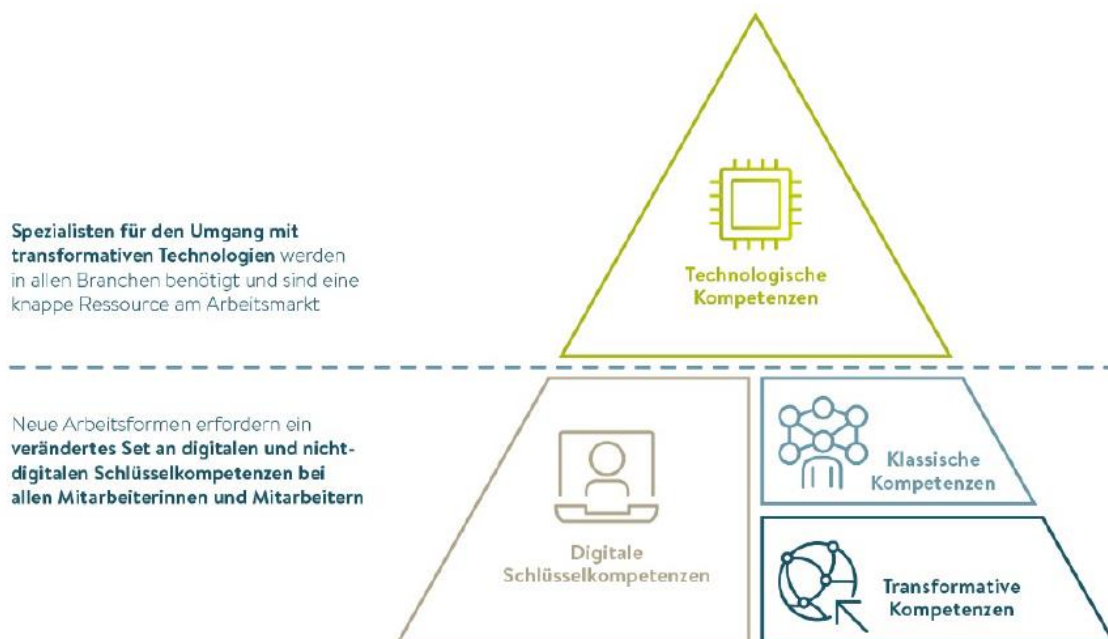 Spezialisten für den Umgang mit
transformativen Technologien werden
in allen Branchen benötigt und sind eine
knappe Ressource am Arbeitsmarkt
Technologische
Kompetenzen
Neue Arbeitsformen erfordern ein
verändertes Set an digitalen und nicht-
digitalen Schlüsselkompetenzen bei
allen Mitarbeiterinnen und Mitarbeitern
Digitale
Schlüsselkompetenzen
Klassische
Kompetenzen
Transformative
Kompetenzen